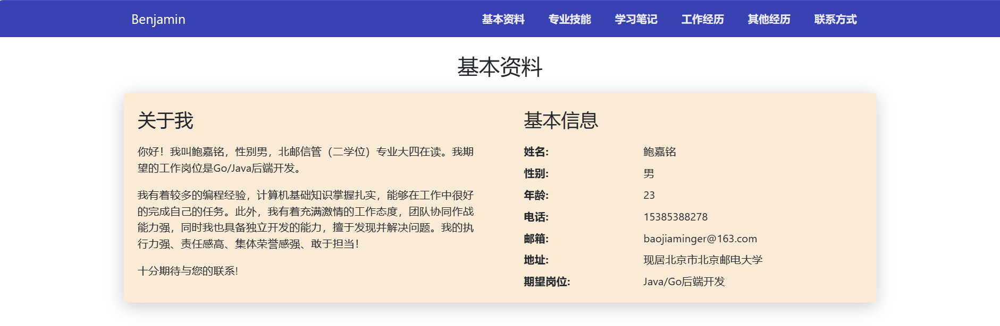 Benjamin
基本资料 专业技能 学习笔记 工作经历 其他经历 联系方式
基本资料
关于我
你好！我叫鲍嘉铭，性别男，北邮信管（二学位）专业大四在读。我期
望的工作岗位是Go/Java后端开发。
我有着较多的编程经验，计算机基础知识掌握扎实，能够在工作中很好
的完成自己的任务。此外，我有着充满激情的工作态度，团队协同作战
能力强，同时我也具备独立开发的能力，擅于发现并解决问题。我的执
行力强、责任感高、集体荣誉感强、敢于担当！
十分期待与您的联系!
基本信息
姓名: 鲍嘉铭
性别: 男
年龄: 23
电话: 15385388278
邮箱: baojiaminger@163.com
地址: 现居北京市北京邮电大学
期望岗位: Java/Go后端开发